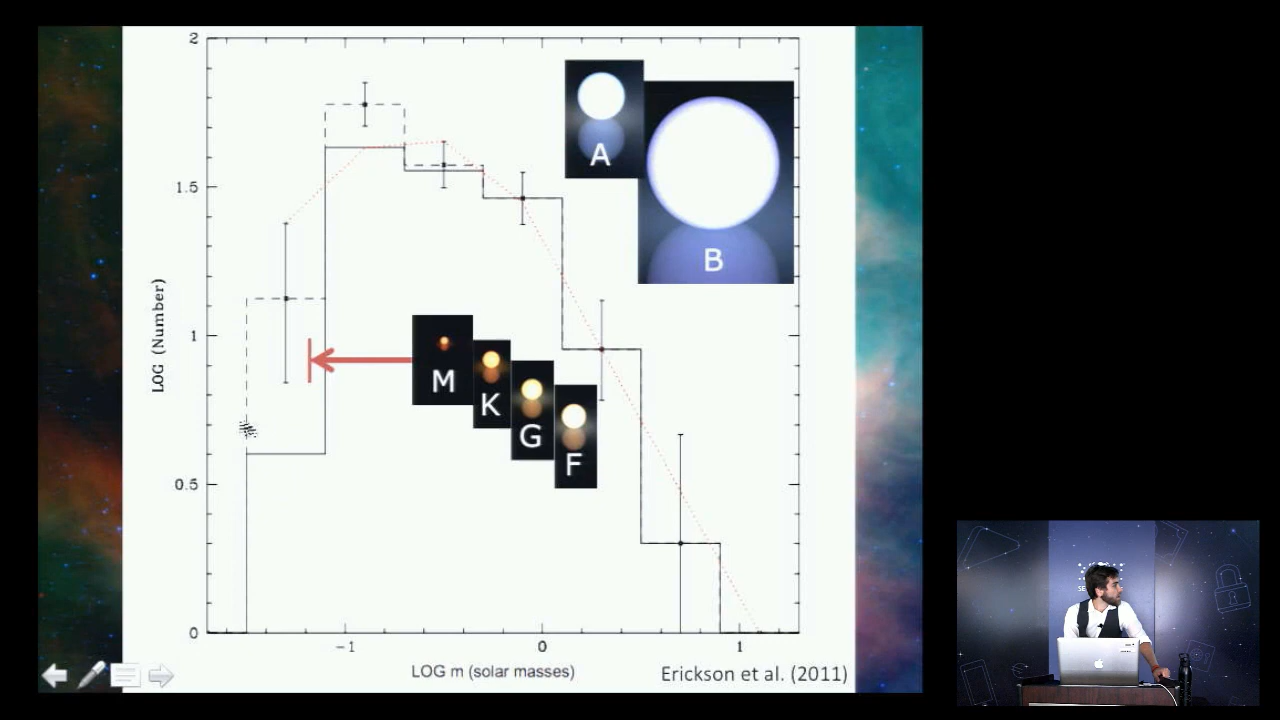 2
1.5
1
0.5
0
LOG (Number)
−1
0
1
LOG m (solar masses)
A
B
M
K
G
F
Erickson et al. (2011)